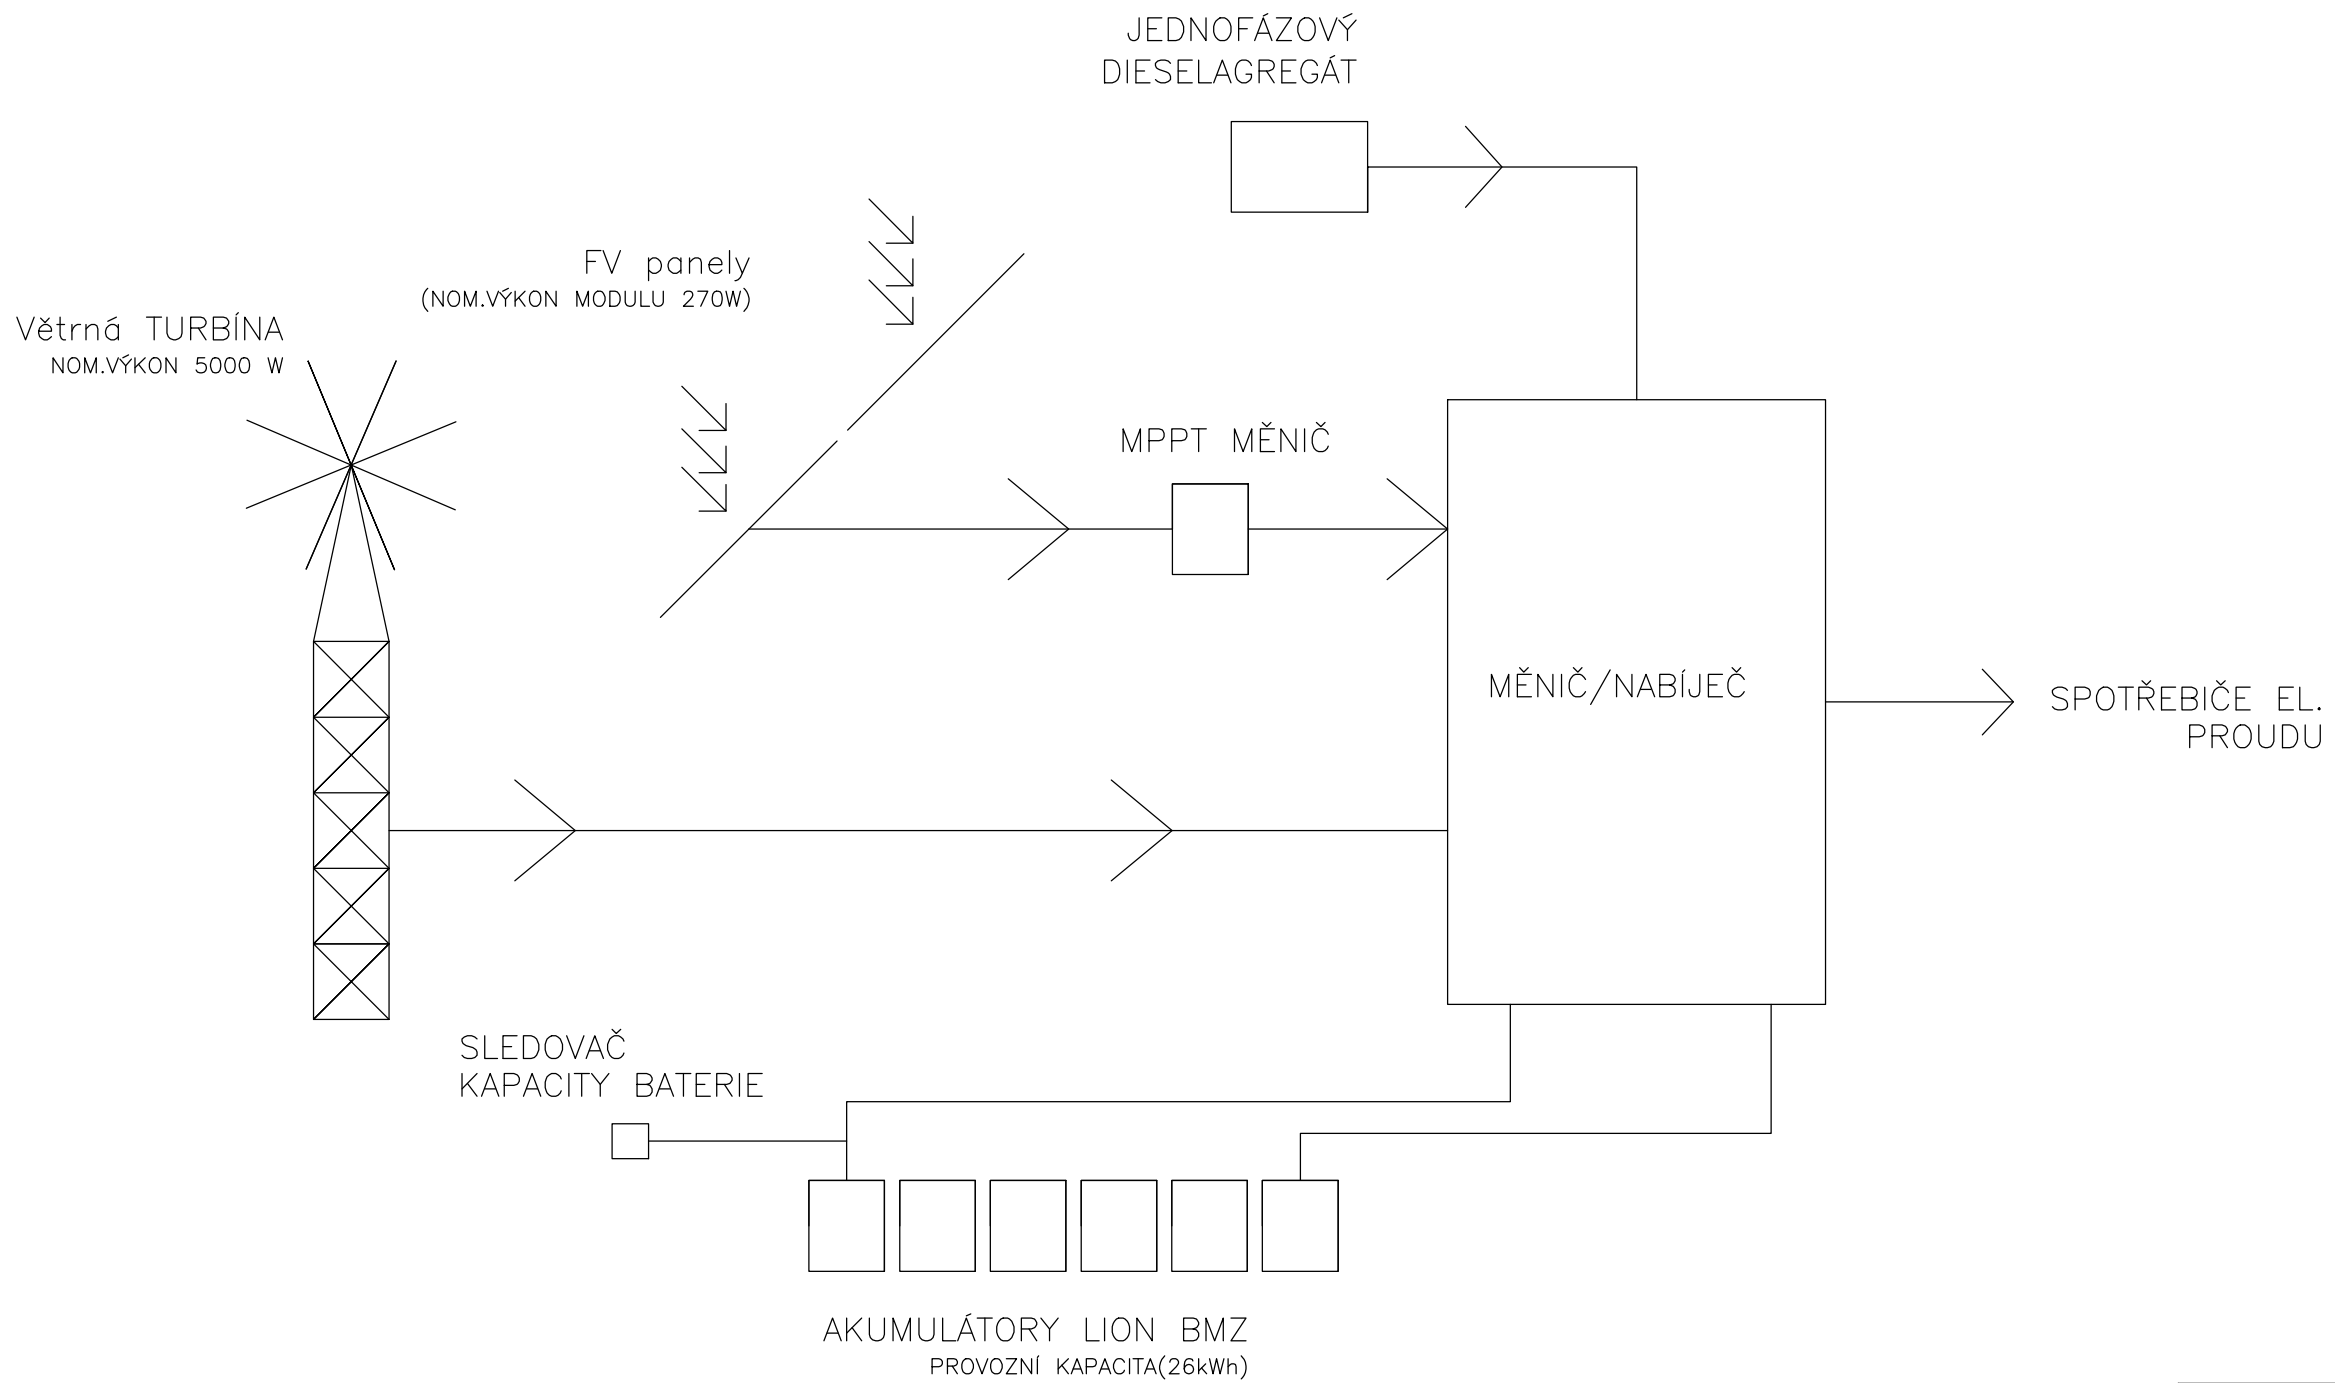 JEDNOFÁZOVÝ
DIESELAGREGÁT
FV panely
(NOM.VÝKON MODULU 270W)
Větrná TURBÍNA
NOM.VÝKON 5000 W
MPPT MĚNIČ
MĚNIČ/NABÍJEČ
SPOTŘEBIČE EL.
PROUDU
SLEDOVAČ
KAPACITY BATERIE
AKUMULÁTORY LION BMZ
PROVOZNÍ KAPACITA(26kWh)